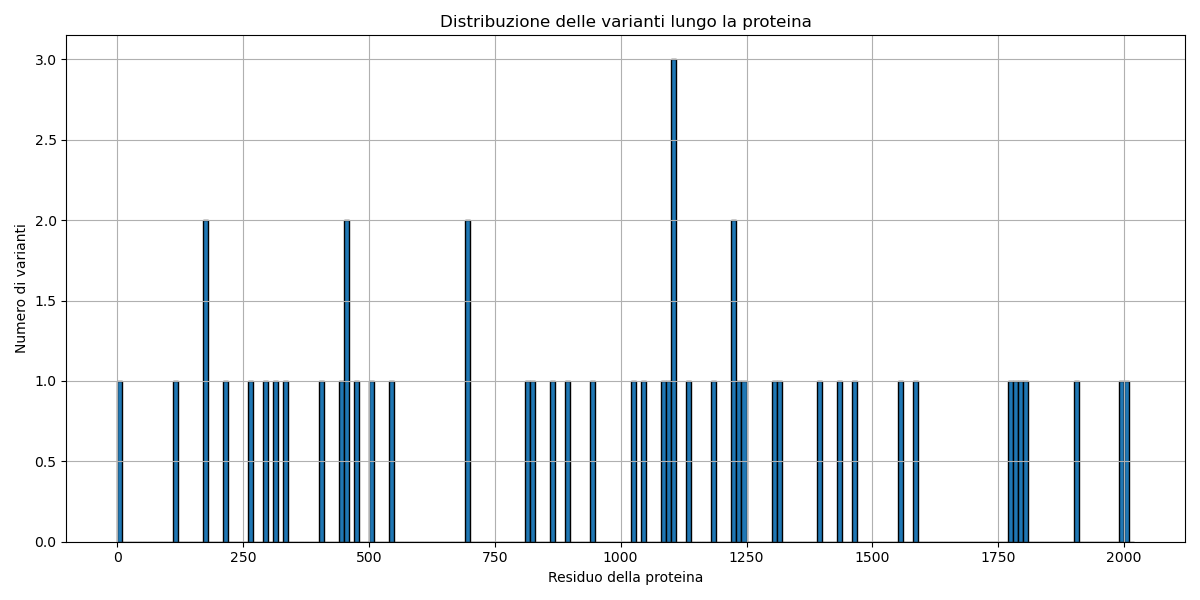 Distribuzione delle varianti lungo la proteina
3.0
2.5
2.0
1.5
1.0
0.5
0.0
Numero di varianti
0 250 500 750 1000 1250 1500 1750 2000
Residuo della proteina